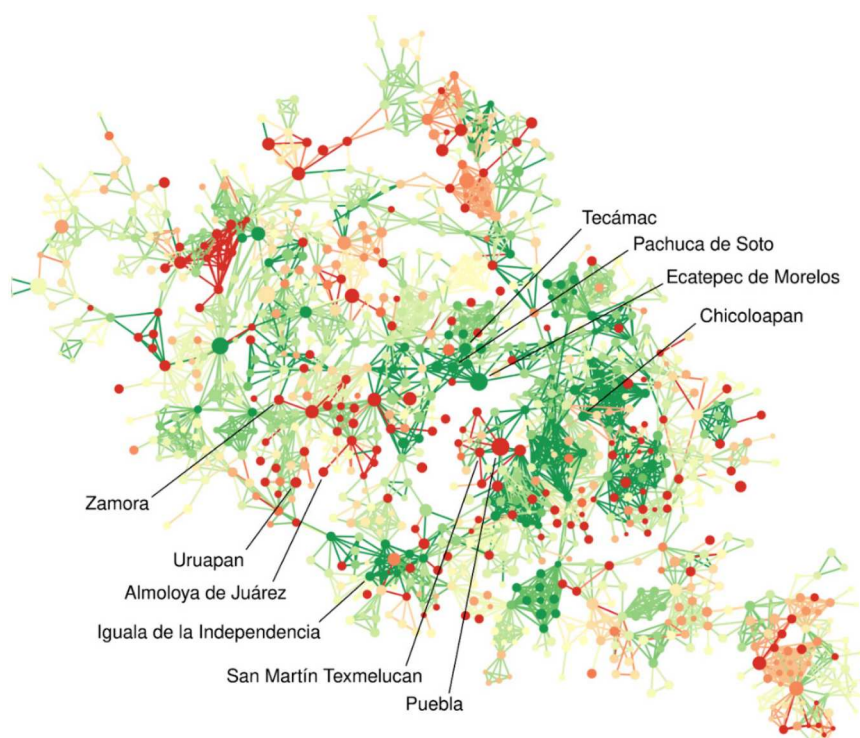 Tecámac
Pachuca de Soto
Ecatepec de Morelos
Chicoloapan
Zamora
Uruapan
Almoloya de Juárez
Iguala de la Independencia
San Martín Texmelucan
Puebla